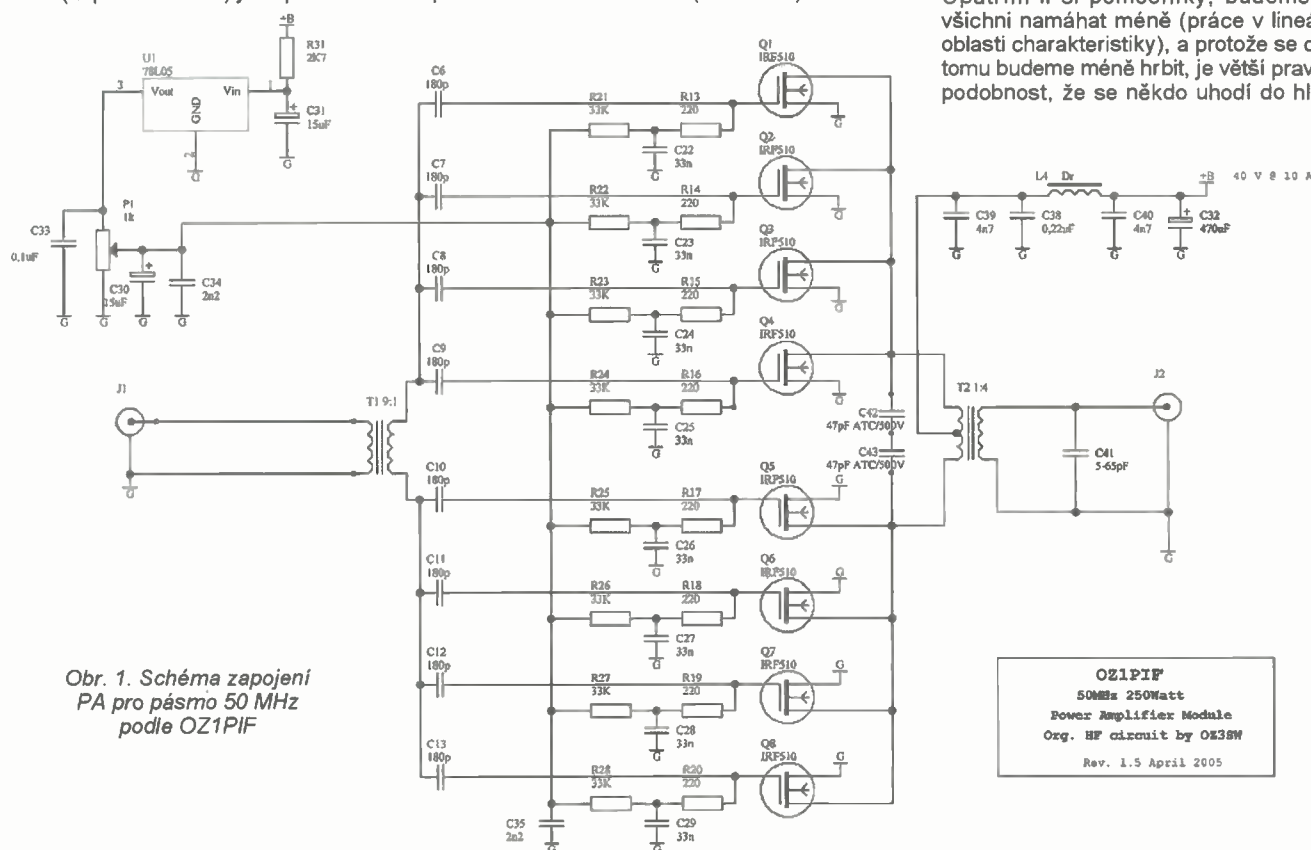 všichni namáhat méně (práce v lineá
oblasti charakteristiky), a protože se
tomu budeme méně hrbit, je větší prav
podobnost, že se někdo uhodí do hl
+B
R31
2K7
U1
78L05
3
Vout
Vin
1
GND
2
C31
15uF
G
G
P1
1k
C33
0,1uF
C30
15uF
C34
2n2
G
G
G
G
C6
180p
R21
33K
R13
220
Q1
IRF510
C22
33n
G
G
C7
180p
R22
33K
R14
220
Q2
IRF510
C23
33n
G
G
C8
180p
R23
33K
R15
220
Q3
IRF510
C24
33n
G
G
C9
180p
R24
33K
R16
220
Q4
IRF510
C25
33n
G
G
L4 Dr
+B
40 V @ 10 A
C39
4n7
C38
0,22uF
C40
4n7
C32
470uF
G
G
G
G
J1
G
T1 9:1
C42
47pF ATC/500V
C43
47pF ATC/500V
T2 1:4
C41
5-65pF
J2
G
C10
180p
R25
33K
R17
220
Q5
IRF510
G
C26
33n
G
C11
180p
R26
33K
R18
220
Q6
IRF510
G
C27
33n
G
C12
180p
R27
33K
R19
220
Q7
IRF510
G
C28
33n
G
C13
180p
R28
33K
R20
220
Q8
IRF510
G
C35
2n2
G
C29
33n
G
Obr. 1. Schéma zapojení
PA pro pásmo 50 MHz
podle OZ1PIF
OZ1PIF
50MHz 250Watt
Power Amplifier Module
Org. HF circuit by OZ3SW
Rev. 1.5 April 2005